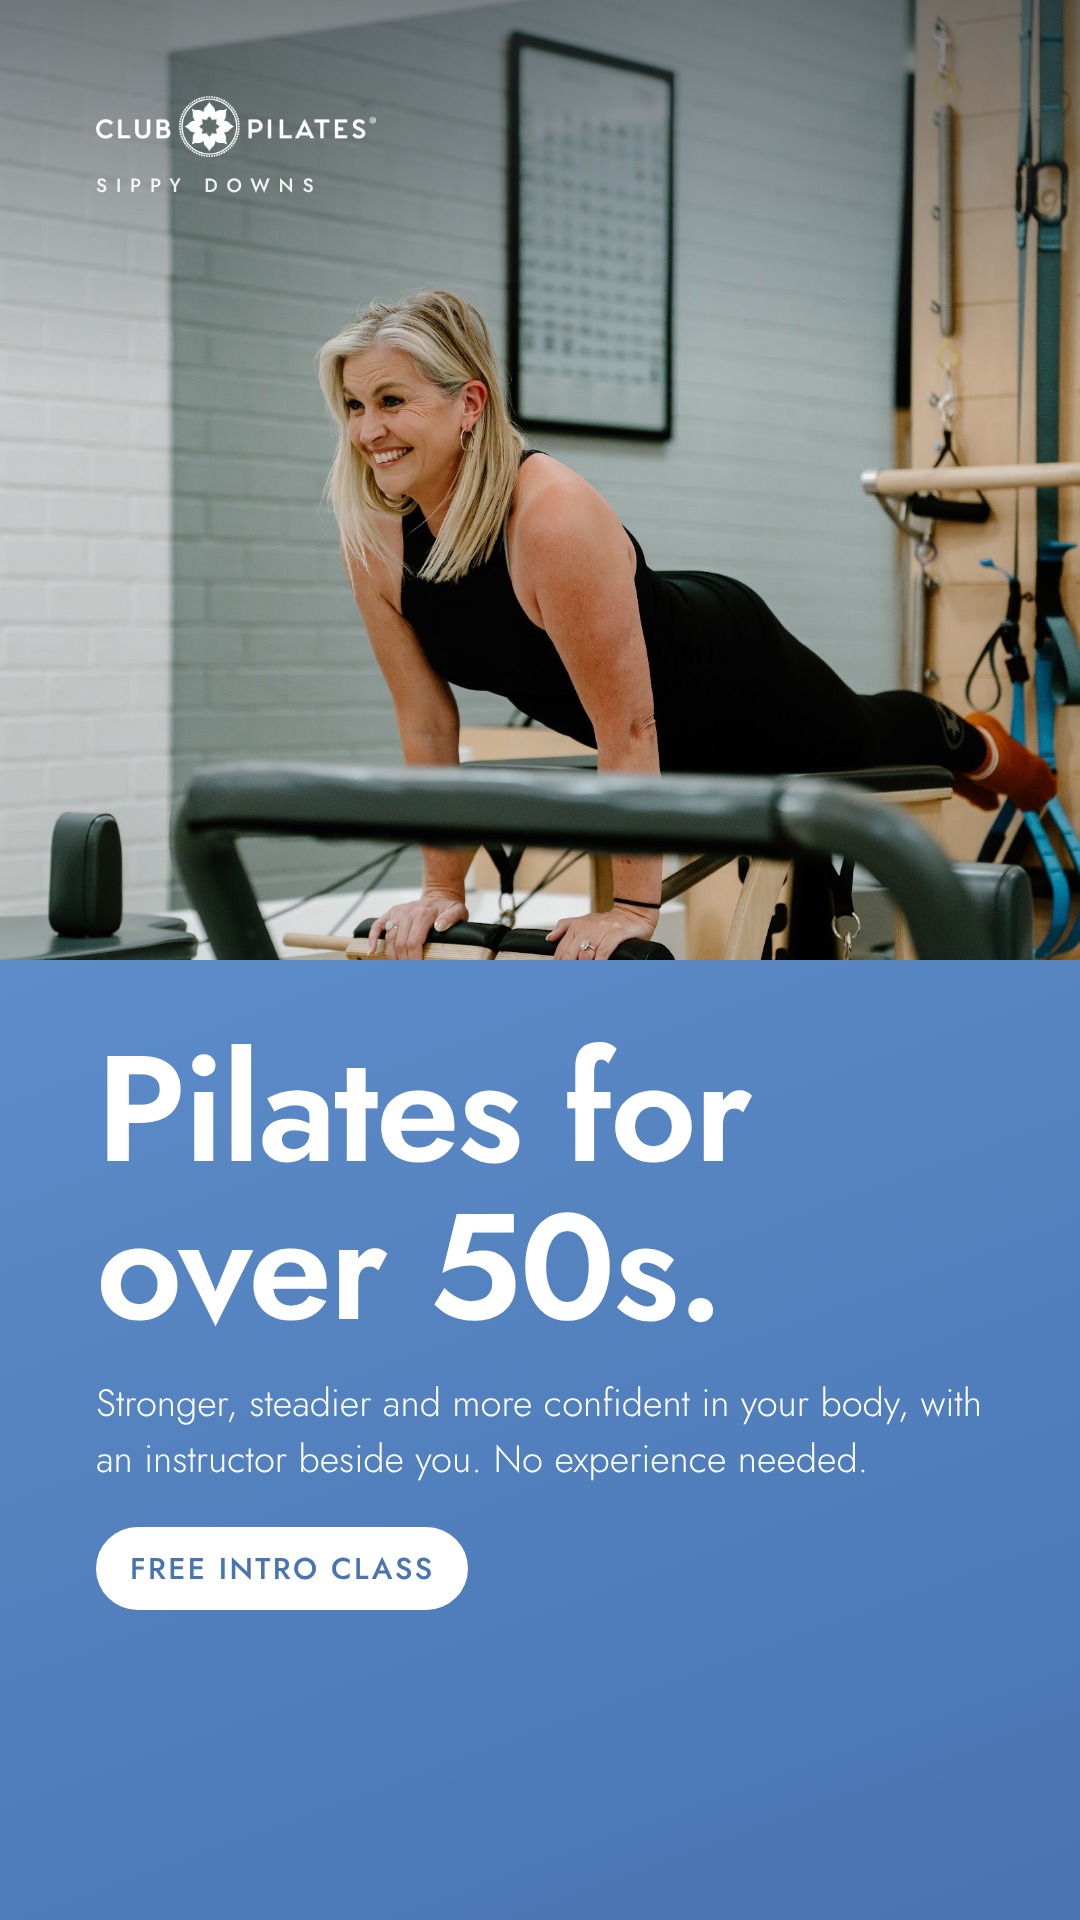 CLUB PILATES®
SIPPY DOWNS
Pilates for
over 50s.
Stronger, steadier and more confident in your body, with
an instructor beside you. No experience needed.
FREE INTRO CLASS